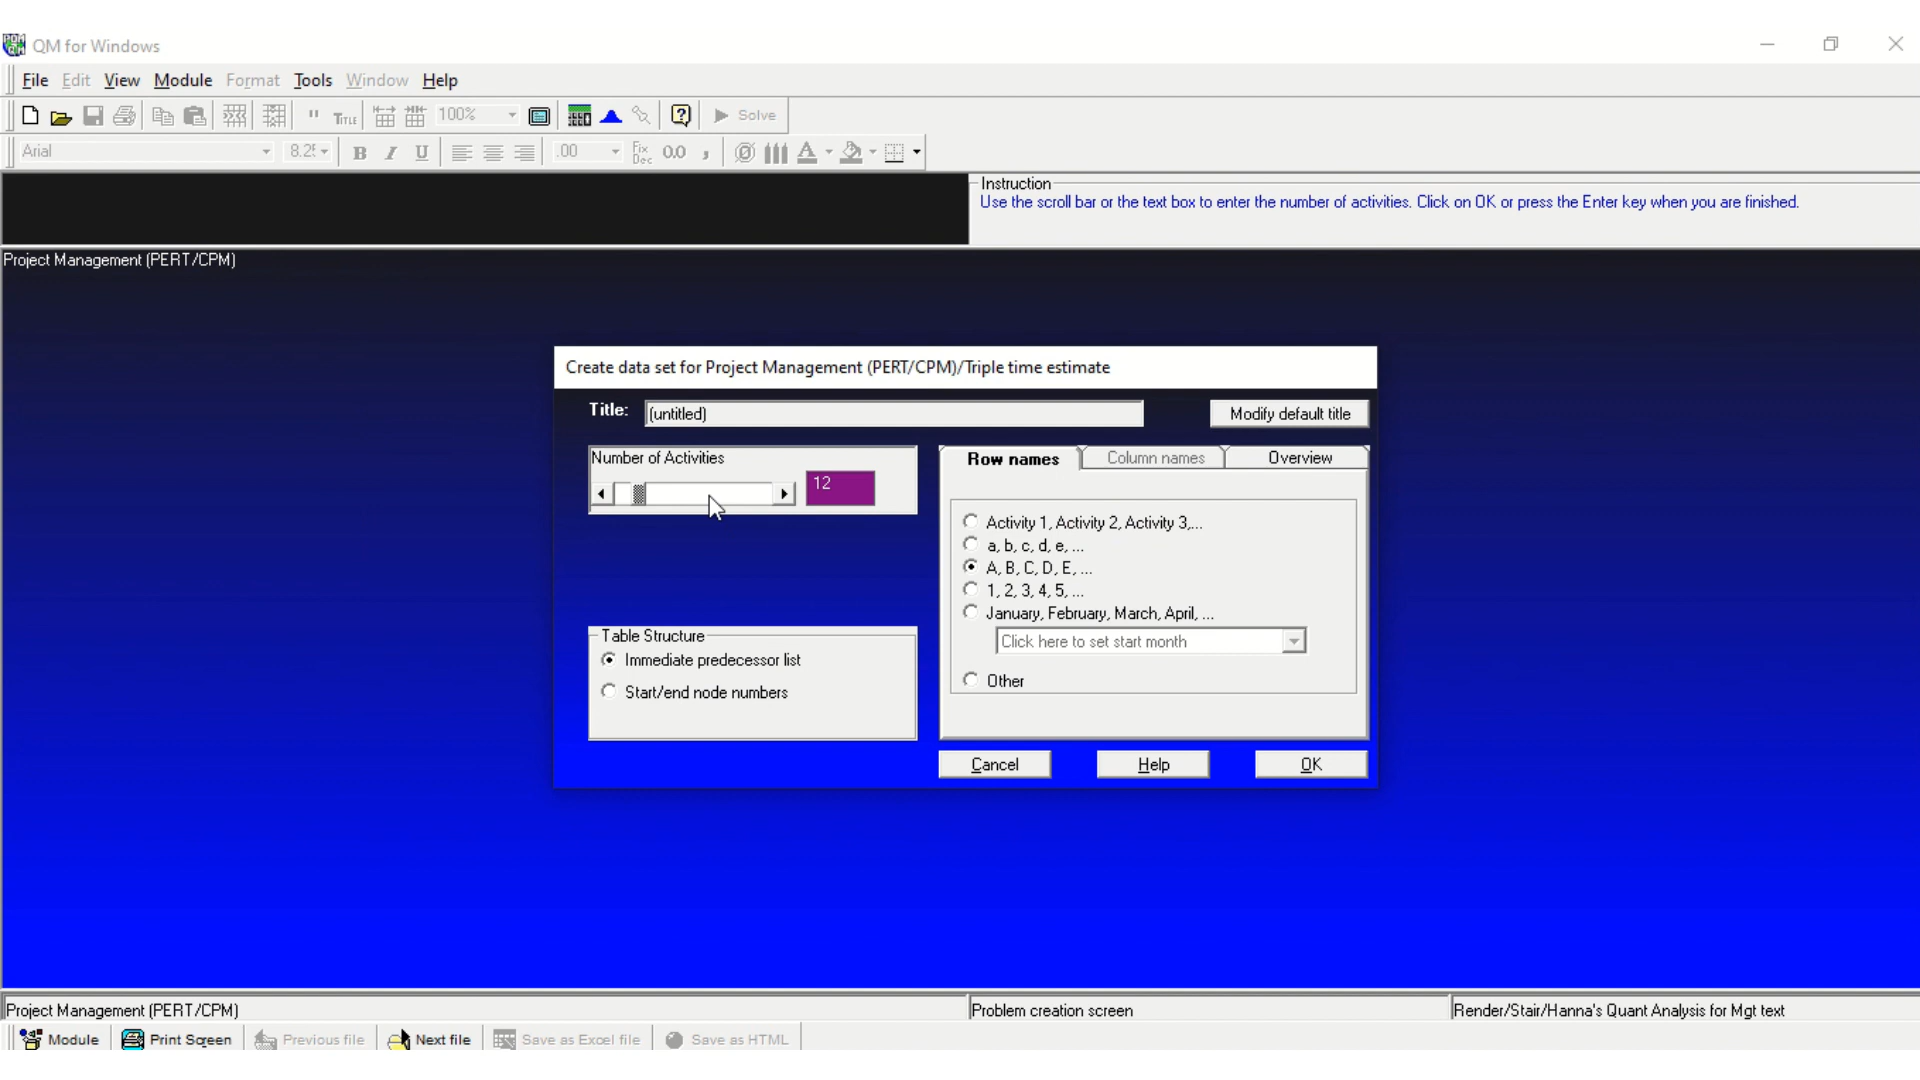 QM for Windows
File Edit View Module Format Tools Window Help
" TITLE 100% Solve
Arial 8.25 B I U .00 Fix Dec 0.0 , A
Instruction
Use the scroll bar or the text box to enter the number of activities. Click on OK or press the Enter key when you are finished.
Project Management (PERT/CPM)
Create data set for Project Management (PERT/CPM)/Triple time estimate
Title: (untitled) Modify default title
Number of Activities
12
Row names Column names Overview
Activity 1, Activity 2, Activity 3,...
a, b, c, d, e, ...
A, B, C, D, E, ...
1, 2, 3, 4, 5, ...
January, February, March, April, ...
Click here to set start month
Other
Table Structure
Immediate predecessor list
Start/end node numbers
Cancel Help OK
Project Management (PERT/CPM) Problem creation screen Render/Stair/Hanna's Quant Analysis for Mgt text
Module Print Screen Previous file Next file Save as Excel file Save as HTML